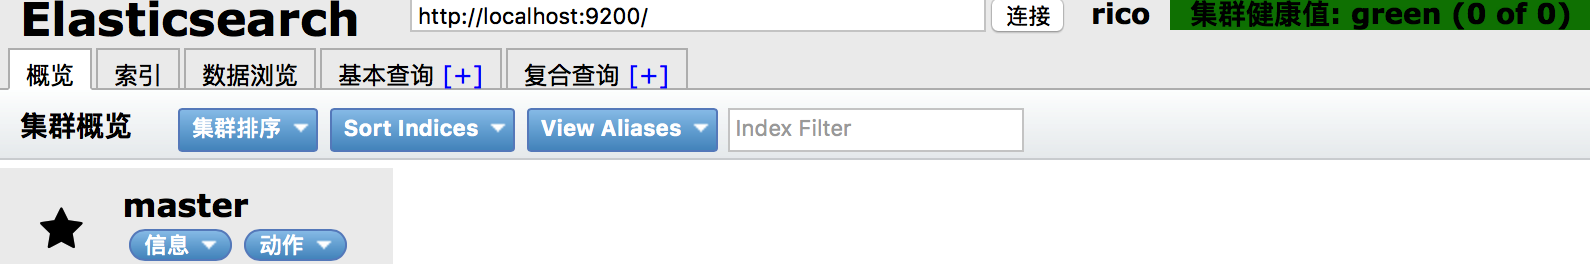 Elasticsearch http://localhost:9200/ 连接 rico 集群健康值: green (0 of 0)
概览 索引 数据浏览 基本查询 [+] 复合查询 [+]
集群概览 集群排序 Sort Indices View Aliases Index Filter
master
信息 动作